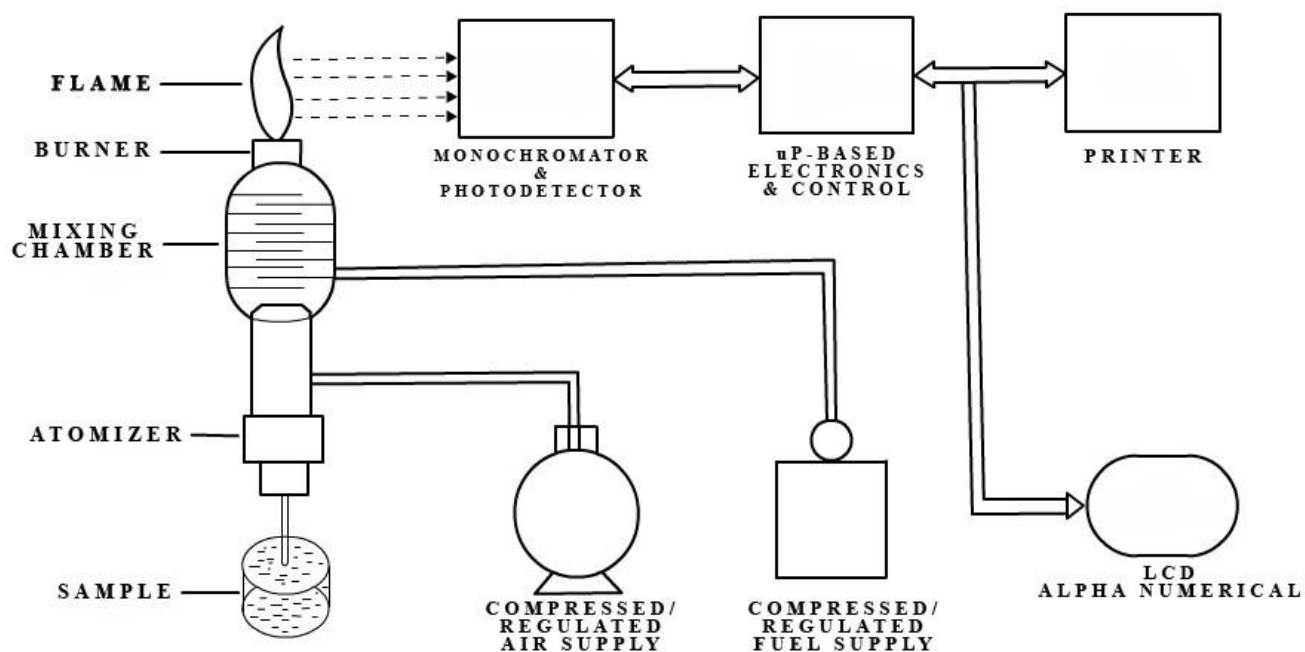 FLAME
BURNER
MIXING
CHAMBER
ATOMIZER
SAMPLE
MONOCHROMATOR
&
PHOTODETECTOR
uP-BASED
ELECTRONICS
& CONTROL
PRINTER
COMPRESSED/
REGULATED
AIR SUPPLY
COMPRESSED/
REGULATED
FUEL SUPPLY
LCD
ALPHA NUMERICAL